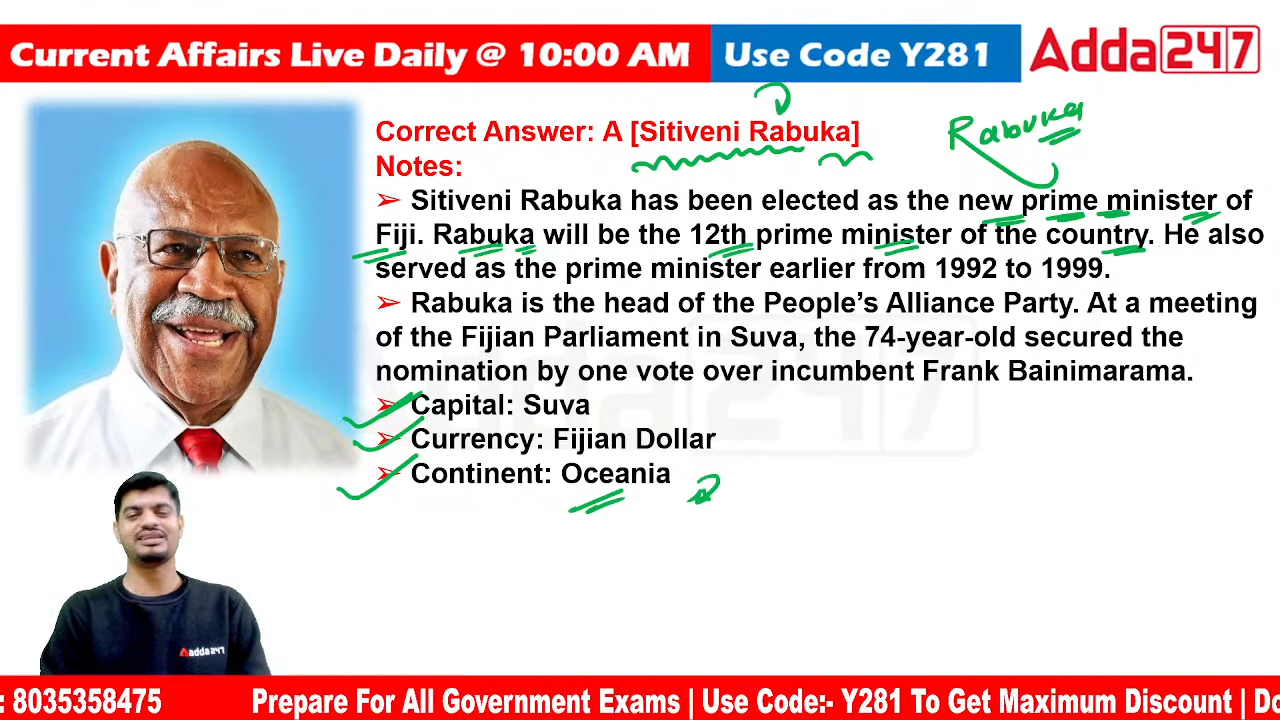 Current Affairs Live Daily @ 10:00 AM
Use Code Y281
Adda247
Correct Answer: A [Sitiveni Rabuka]
Rabuka
Notes:
➢ Sitiveni Rabuka has been elected as the new prime minister of
Fiji. Rabuka will be the 12th prime minister of the country. He also
served as the prime minister earlier from 1992 to 1999.
➢ Rabuka is the head of the People’s Alliance Party. At a meeting
of the Fijian Parliament in Suva, the 74-year-old secured the
nomination by one vote over incumbent Frank Bainimarama.
➢ Capital: Suva
➢ Currency: Fijian Dollar
➢ Continent: Oceania
Adda247
adda247
: 8035358475 Prepare For All Government Exams | Use Code:- Y281 To Get Maximum Discount | Do